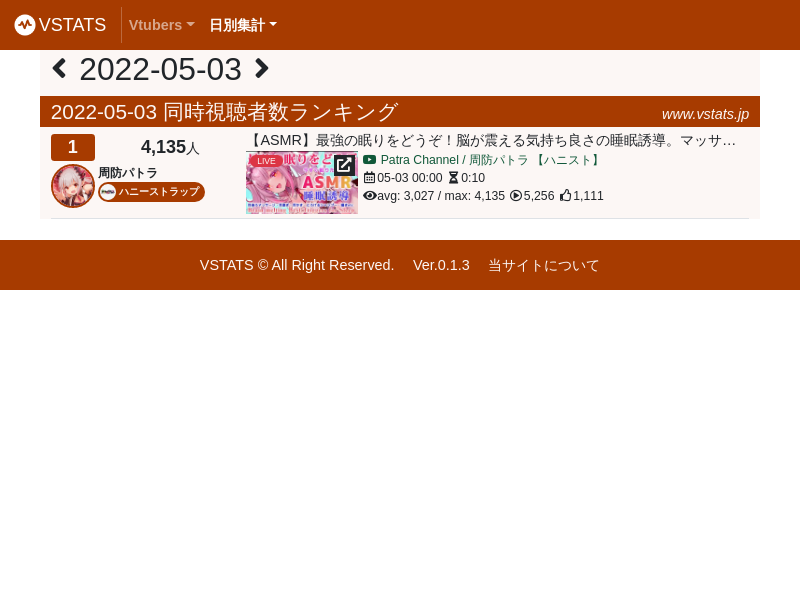 VSTATS Vtubers 日別集計
2022-05-03
2022-05-03 同時視聴者数ランキング www.vstats.jp
1 4,135人
周防パトラ
ハニーストラップ
【ASMR】最強の眠りをどうぞ！脳が震える気持ち良さの睡眠誘導。マッサ…
LIVE
ASMR
睡眠誘導
Patra Channel / 周防パトラ 【ハニスト】
05-03 00:00 0:10
avg: 3,027 / max: 4,135 5,256 1,111
VSTATS © All Right Reserved. Ver.0.1.3 当サイトについて